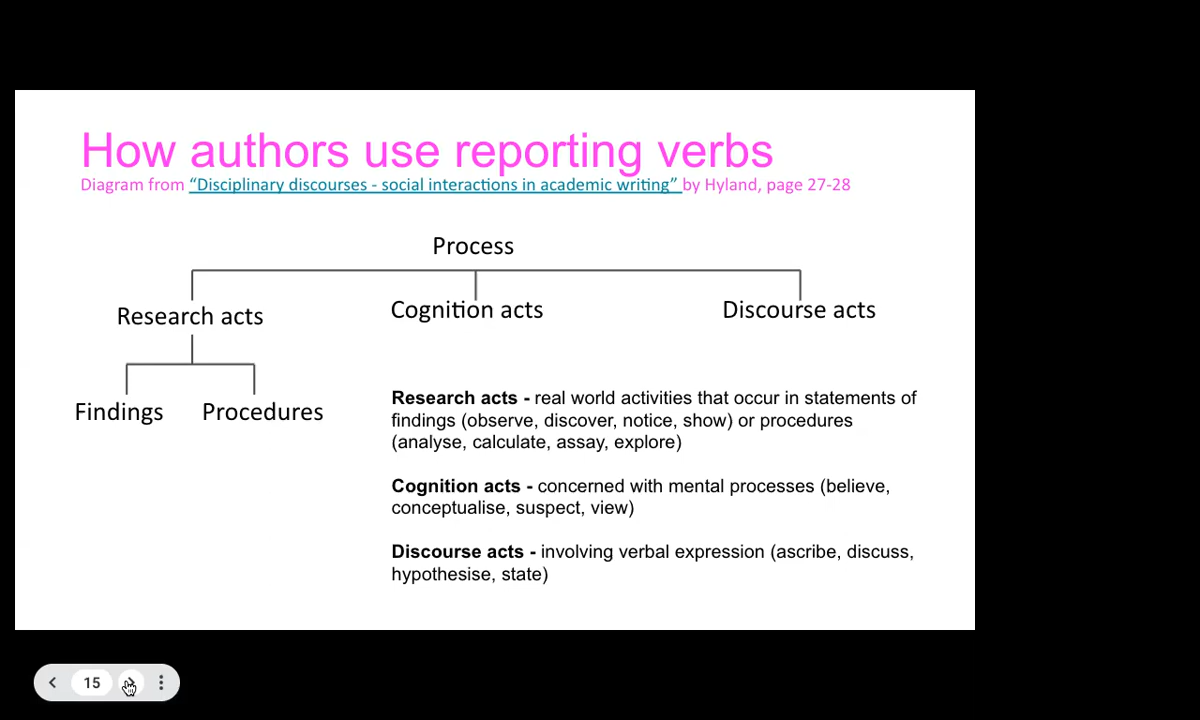 How authors use reporting verbs
Diagram from “Disciplinary discourses - social interactions in academic writing” by Hyland, page 27-28
Process
Research acts
Cognition acts
Discourse acts
Findings
Procedures
Research acts - real world activities that occur in statements of
findings (observe, discover, notice, show) or procedures
(analyse, calculate, assay, explore)
Cognition acts - concerned with mental processes (believe,
conceptualise, suspect, view)
Discourse acts - involving verbal expression (ascribe, discuss,
hypothesise, state)
15